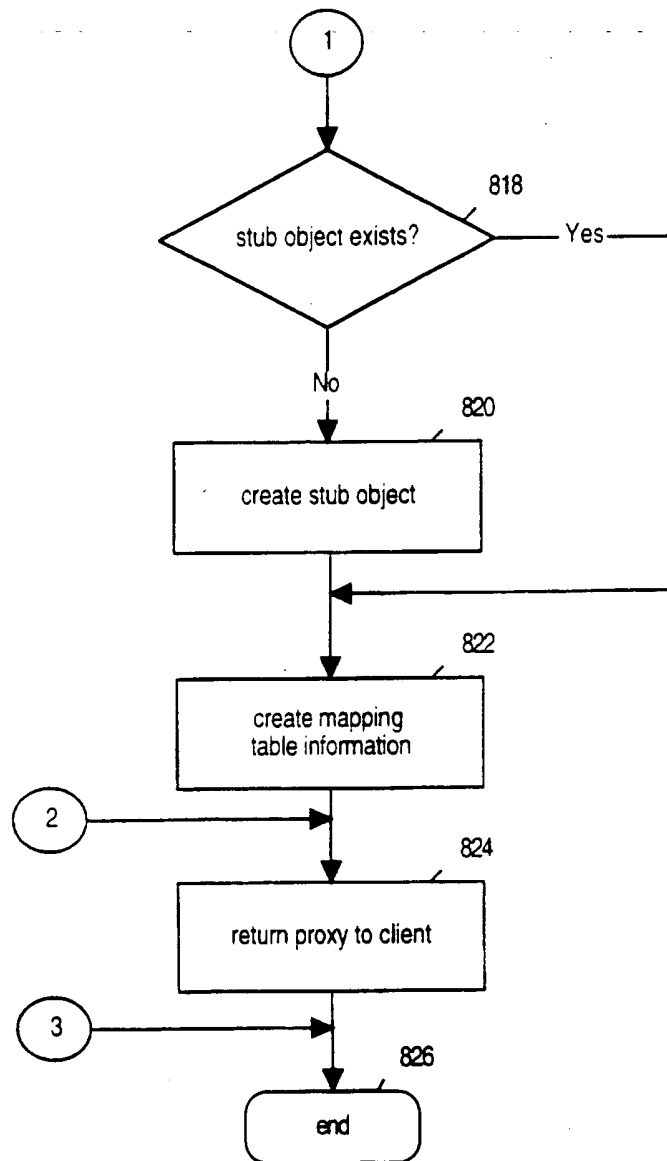 1
818
stub object exists?
Yes
No
820
create stub object
822
create mapping
table information
2
824
return proxy to client
3
826
end